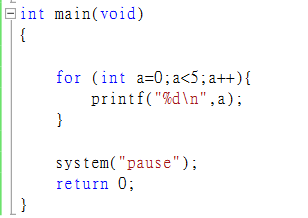 int main(void)
{
for (int a=0;a<5;a++){
printf("%d\n",a);
}
system("pause");
return 0;
}